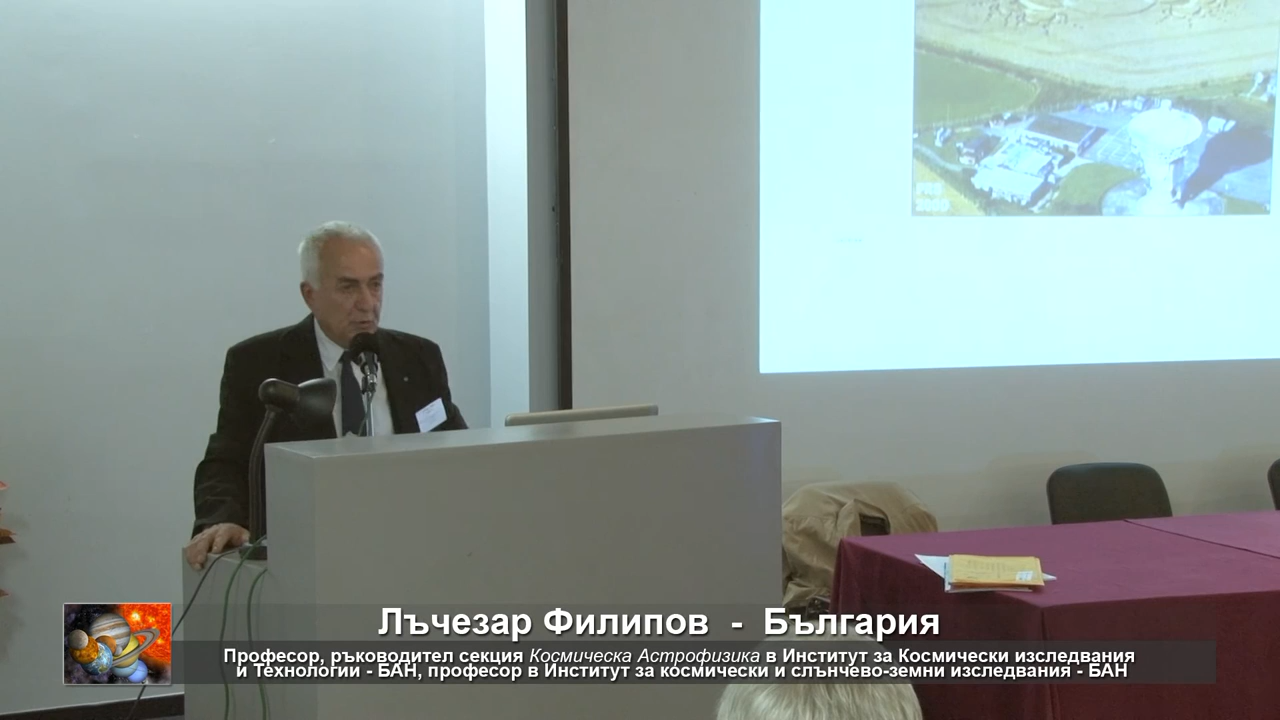 Лъчезар Филипов - България
Професор, ръководител секция Космическа Астрофизика в Институт за Космически изследвания
и Технологии - БАН, професор в Институт за космически и слънчево-земни изследвания - БАН